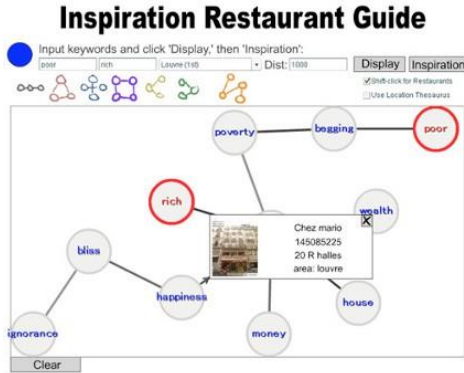 Inspiration Restaurant Guide
Input keywords and click 'Display,' then 'Inspiration':
poor rich Louvre (1st) Dist: 1000 Display Inspiration
Shift-click for Restaurants
Use Location Thesaurus
poverty begging poor
rich wealth
Chez mario
145085225
20 R halles
area: louvre
bliss
happiness house
ignorance money
Clear